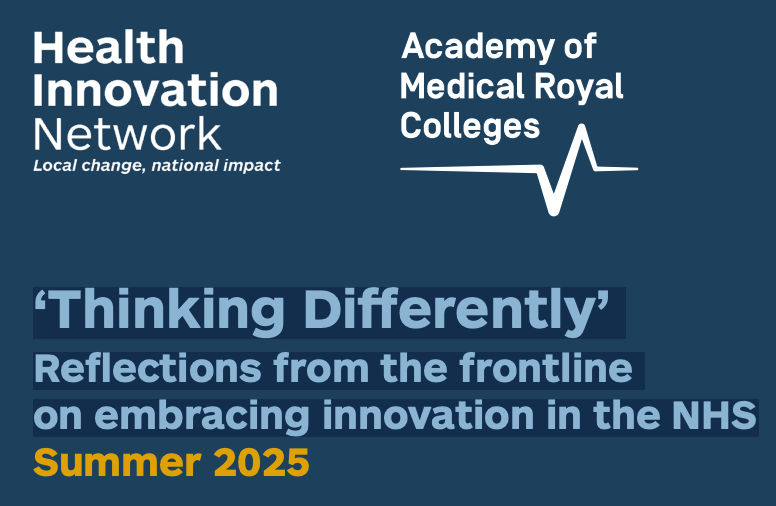 Health
Innovation
Network
Local change, national impact
Academy of
Medical Royal
Colleges
‘Thinking Differently’
Reflections from the frontline
on embracing innovation in the NHS
Summer 2025